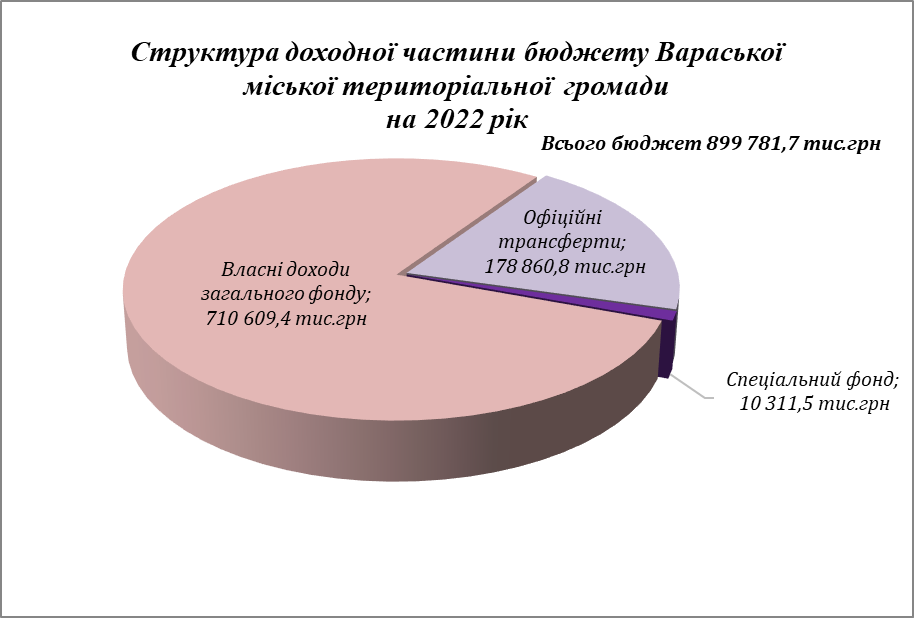 Структура доходної частини бюджету Вараської
міської територіальної громади
на 2022 рік
Всього бюджет 899 781,7 тис.грн
Офіційні
трансферти;
178 860,8 тис.грн
Власні доходи
загального фонду;
710 609,4 тис.грн
Спеціальний фонд;
10 311,5 тис.грн